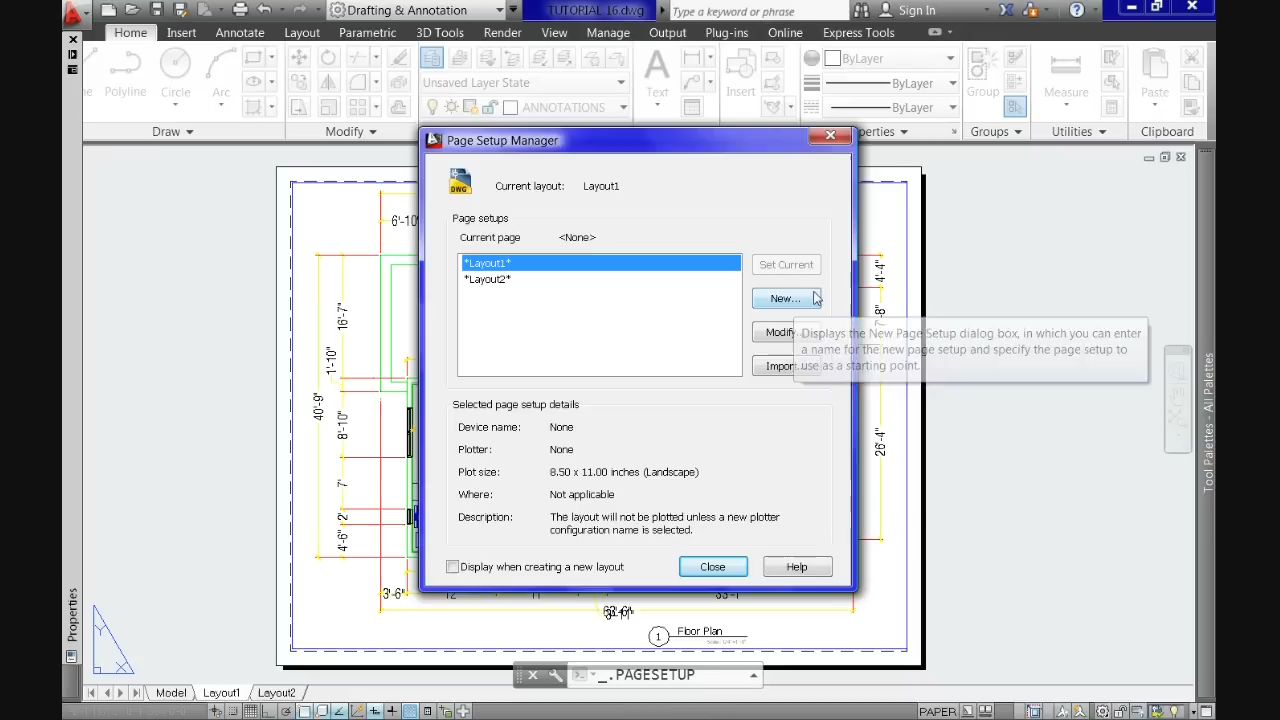 Drafting & Annotation
TUTORIAL 16.dwg
Type a keyword or phrase
Sign In
Home
Insert
Annotate
Layout
Parametric
3D Tools
Render
View
Manage
Output
Plug-ins
Online
Express Tools
Circle
Arc
Unsaved Layer State
ANNOTATIONS
Text
Insert
ByLayer
ByLayer
ByLayer
Group
Measure
Paste
Draw
Modify
Groups
Utilities
Clipboard
Page Setup Manager
Current layout: Layout1
Page setups
Current page <None>
*Layout1*
*Layout2*
Set Current
New...
Modify...
Import...
Displays the New Page Setup dialog box, in which you can enter
a name for the new page setup and specify the page setup to
use as a starting point.
Selected page setup details
Device name: None
Plotter: None
Plot size: 8.50 x 11.00 inches (Landscape)
Where: Not applicable
Description: The layout will not be plotted unless a new plotter
configuration name is selected.
Display when creating a new layout
Close
Help
6'-10
16'-7"
1'-10"
40'-9"
8'-10"
7'
2'
4'-6"
3'-6"
4'-4"
26'-4"
1
Floor Plan
_.PAGESETUP
Properties
Tool Palettes - All Palettes
Model
Layout1
Layout2
PAPER